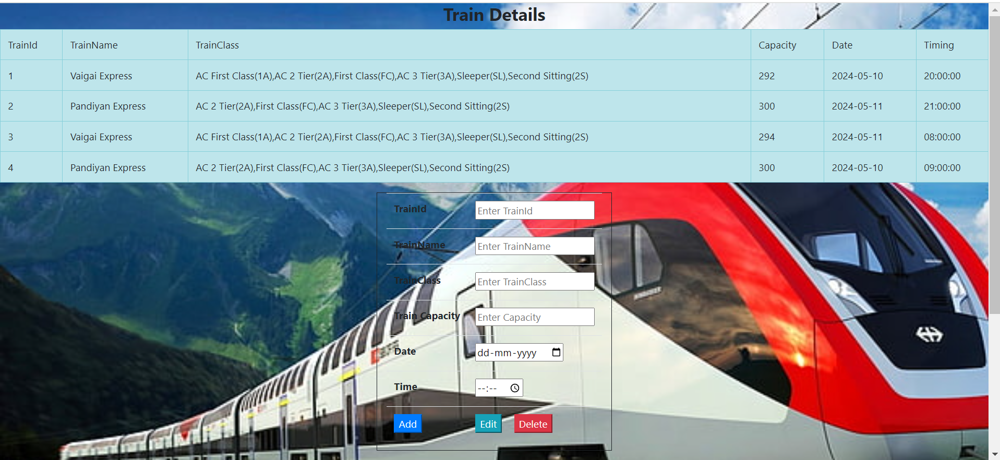 Train Details
TrainId TrainName TrainClass Capacity Date Timing
1 Vaigai Express AC First Class(1A),AC 2 Tier(2A),First Class(FC),AC 3 Tier(3A),Sleeper(SL),Second Sitting(2S) 292 2024-05-10 20:00:00
2 Pandiyan Express AC 2 Tier(2A),First Class(FC),AC 3 Tier(3A),Sleeper(SL),Second Sitting(2S) 300 2024-05-11 21:00:00
3 Vaigai Express AC First Class(1A),AC 2 Tier(2A),First Class(FC),AC 3 Tier(3A),Sleeper(SL),Second Sitting(2S) 294 2024-05-11 08:00:00
4 Pandiyan Express AC 2 Tier(2A),First Class(FC),AC 3 Tier(3A),Sleeper(SL),Second Sitting(2S) 300 2024-05-10 09:00:00
TrainId Enter TrainId
TrainName Enter TrainName
TrainClass Enter TrainClass
Train Capacity Enter Capacity
Date dd-mm-yyyy
Time --:--
Add Edit Delete